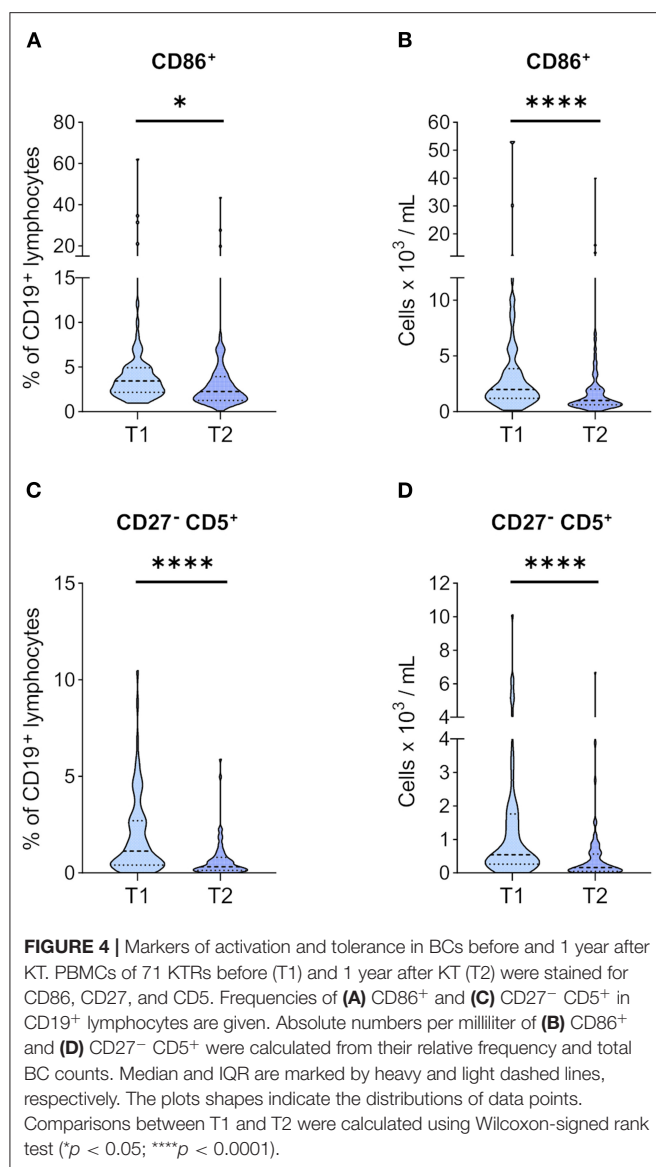 A
CD86+
*
% of CD19+ lymphocytes
80
60
40
20
15
10
5
0
T1 T2
B
CD86+
****
Cells x 10³ / mL
60
50
40
30
20
10
5
0
T1 T2
C
CD27- CD5+
****
% of CD19+ lymphocytes
15
10
5
0
T1 T2
D
CD27- CD5+
****
Cells x 10³ / mL
12
10
8
6
4
4
3
2
1
0
T1 T2
FIGURE 4 | Markers of activation and tolerance in BCs before and 1 year after
KT. PBMCs of 71 KTRs before (T1) and 1 year after KT (T2) were stained for
CD86, CD27, and CD5. Frequencies of (A) CD86+ and (C) CD27− CD5+ in
CD19+ lymphocytes are given. Absolute numbers per milliliter of (B) CD86+
and (D) CD27− CD5+ were calculated from their relative frequency and total
BC counts. Median and IQR are marked by heavy and light dashed lines,
respectively. The plots shapes indicate the distributions of data points.
Comparisons between T1 and T2 were calculated using Wilcoxon-signed rank
test (*p < 0.05; ****p < 0.0001).